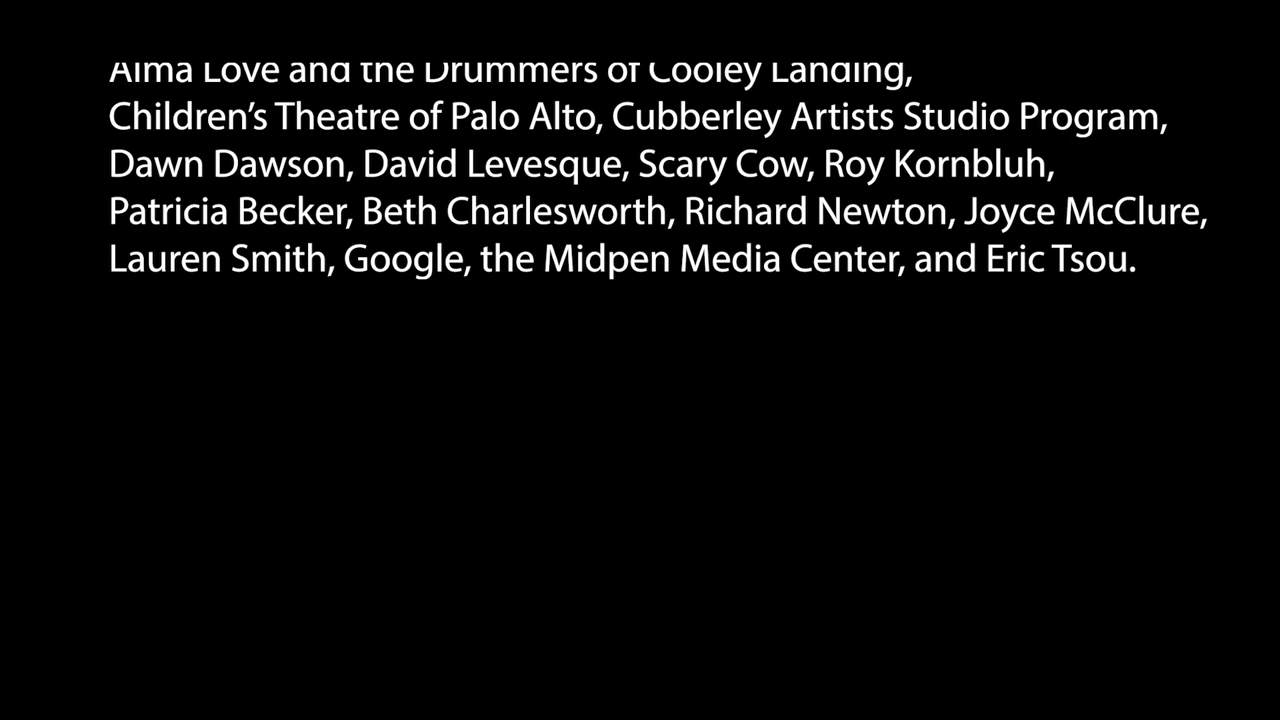 Alma Love and the Drummers of Cooley Landing,
Children’s Theatre of Palo Alto, Cubberley Artists Studio Program,
Dawn Dawson, David Levesque, Scary Cow, Roy Kornbluh,
Patricia Becker, Beth Charlesworth, Richard Newton, Joyce McClure,
Lauren Smith, Google, the Midpen Media Center, and Eric Tsou.